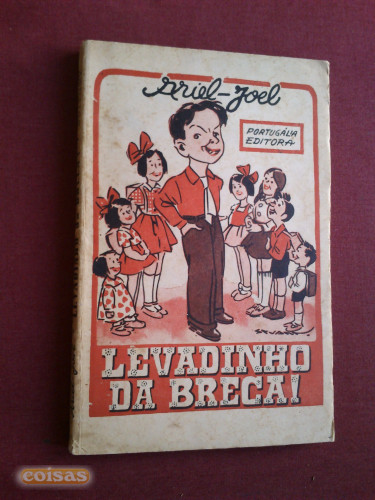 Ariel-Joel
PORTUGÁLIA
EDITORA
LEVADINHO
DA BRECA!
coisas